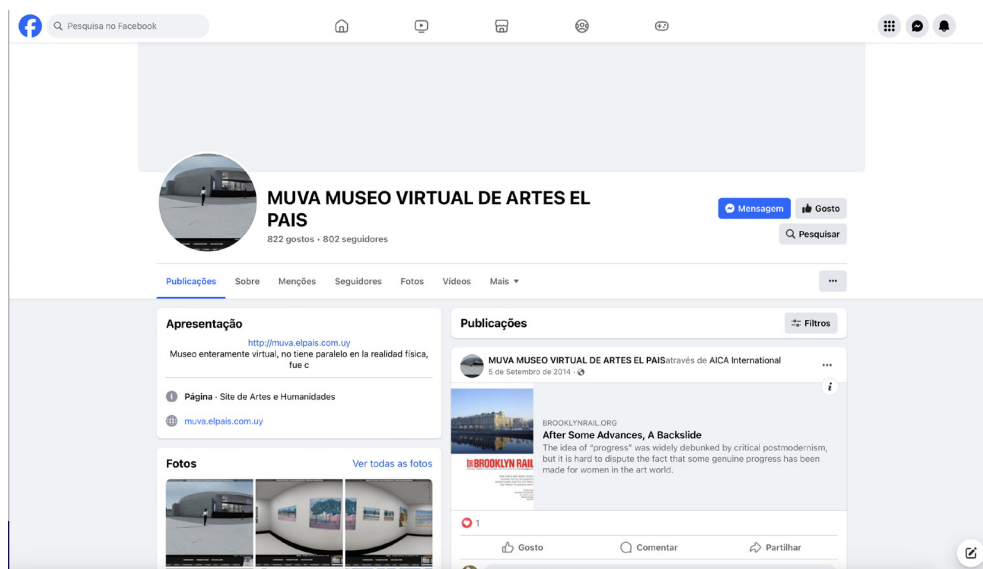 Pesquisa no Facebook
MUVA MUSEO VIRTUAL DE ARTES EL
PAIS
822 gostos • 802 seguidores
Mensagem
Gosto
Pesquisar
Publicações
Sobre
Menções
Seguidores
Fotos
Vídeos
Mais
Apresentação
http://muva.elpais.com.uy
Museo enteramente virtual, no tiene paralelo en la realidad física,
fue c
Página · Site de Artes e Humanidades
muva.elpais.com.uy
Fotos
Ver todas as fotos
Publicações
Filtros
MUVA MUSEO VIRTUAL DE ARTES EL PAISatravés de AICA International
5 de Setembro de 2014 ·
BROOKLYNRAIL.ORG
After Some Advances, A Backslide
The idea of "progress" was widely debunked by critical postmodernism,
but it is hard to dispute the fact that some genuine progress has been
made for women in the art world.
BROOKLYN RAIL
1
Gosto
Comentar
Partilhar